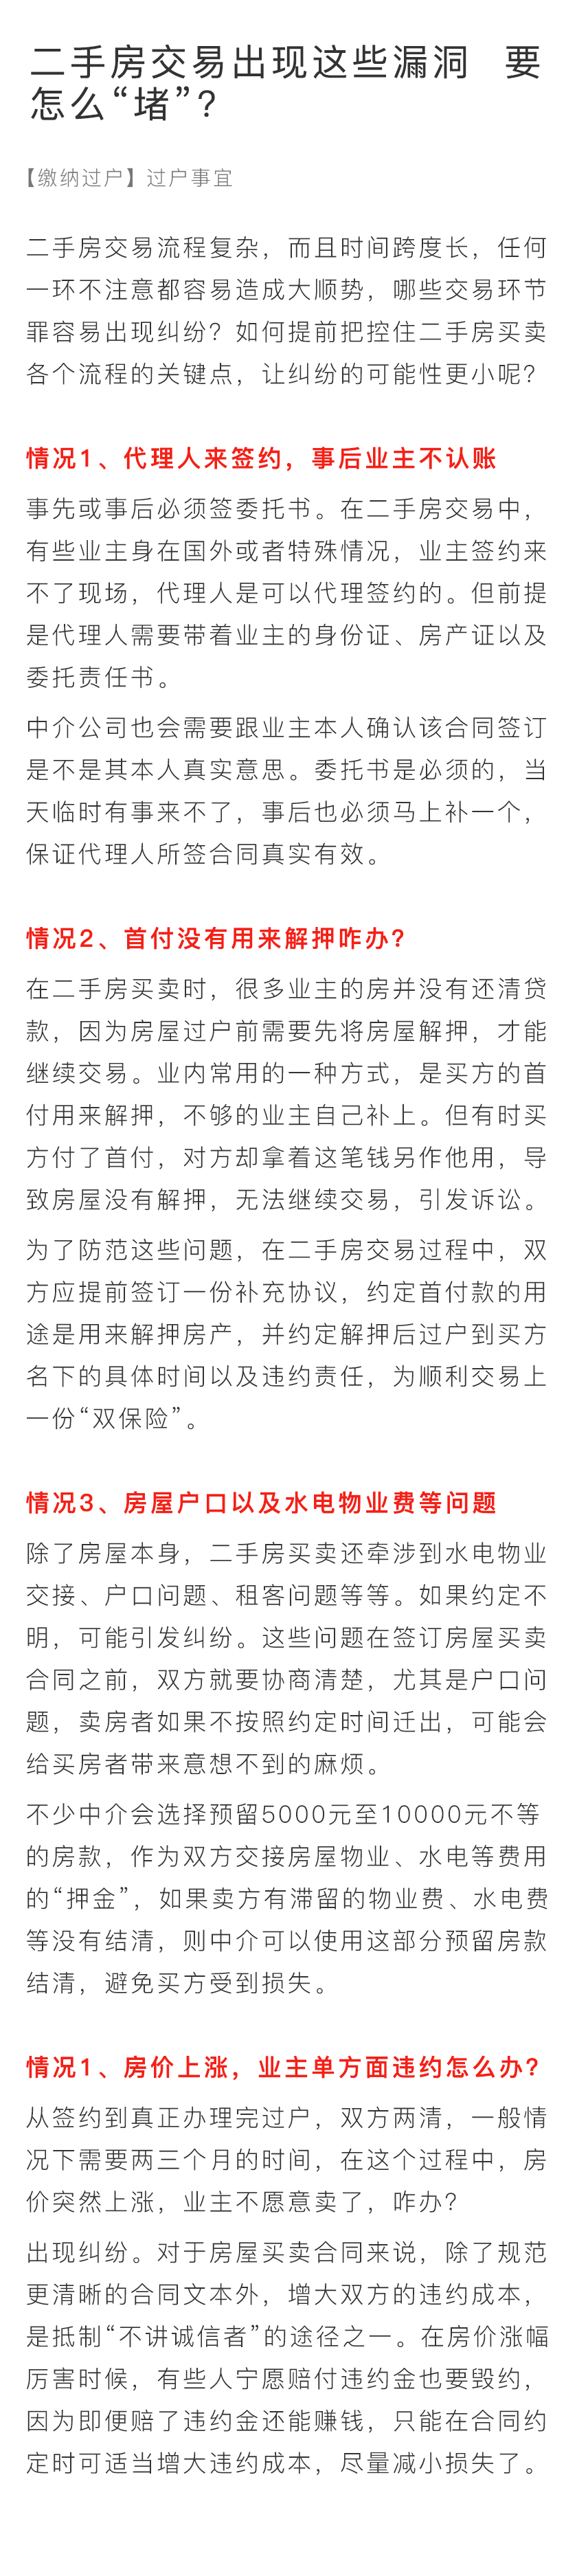 二手房交易出现这些漏洞 要
怎么“堵”？
【缴纳过户】过户事宜
二手房交易流程复杂，而且时间跨度长，任何
一环不注意都容易造成大顺势，哪些交易环节
罪容易出现纠纷？如何提前把控住二手房买卖
各个流程的关键点，让纠纷的可能性更小呢？
情况1、代理人来签约，事后业主不认账
事先或事后必须签委托书。在二手房交易中，
有些业主身在国外或者特殊情况，业主签约来
不了现场，代理人是可以代理签约的。但前提
是代理人需要带着业主的身份证、房产证以及
委托责任书。
中介公司也会需要跟业主本人确认该合同签订
是不是其本人真实意思。委托书是必须的，当
天临时有事来不了，事后也必须马上补一个，
保证代理人所签合同真实有效。
情况2、首付没有用来解押咋办？
在二手房买卖时，很多业主的房并没有还清贷
款，因为房屋过户前需要先将房屋解押，才能
继续交易。业内常用的一种方式，是买方的首
付用来解押，不够的业主自己补上。但有时买
方付了首付，对方却拿着这笔钱另作他用，导
致房屋没有解押，无法继续交易，引发诉讼。
为了防范这些问题，在二手房交易过程中，双
方应提前签订一份补充协议，约定首付款的用
途是用来解押房产，并约定解押后过户到买方
名下的具体时间以及违约责任，为顺利交易上
一份“双保险”。
情况3、房屋户口以及水电物业费等问题
除了房屋本身，二手房买卖还牵涉到水电物业
交接、户口问题、租客问题等等。如果约定不
明，可能引发纠纷。这些问题在签订房屋买卖
合同之前，双方就要协商清楚，尤其是户口问
题，卖房者如果不按照约定时间迁出，可能会
给买房者带来意想不到的麻烦。
不少中介会选择预留5000元至10000元不等
的房款，作为双方交接房屋物业、水电等费用
的“押金”，如果卖方有滞留的物业费、水电费
等没有结清，则中介可以使用这部分预留房款
结清，避免买方受到损失。
情况1、房价上涨，业主单方面违约怎么办？
从签约到真正办理完过户，双方两清，一般情
况下需要两三个月的时间，在这个过程中，房
价突然上涨，业主不愿意卖了，咋办？
出现纠纷。对于房屋买卖合同来说，除了规范
更清晰的合同文本外，增大双方的违约成本，
是抵制“不讲诚信者”的途径之一。在房价涨幅
厉害时候，有些人宁愿赔付违约金也要毁约，
因为即便赔了违约金还能赚钱，只能在合同约
定时可适当增大违约成本，尽量减小损失了。